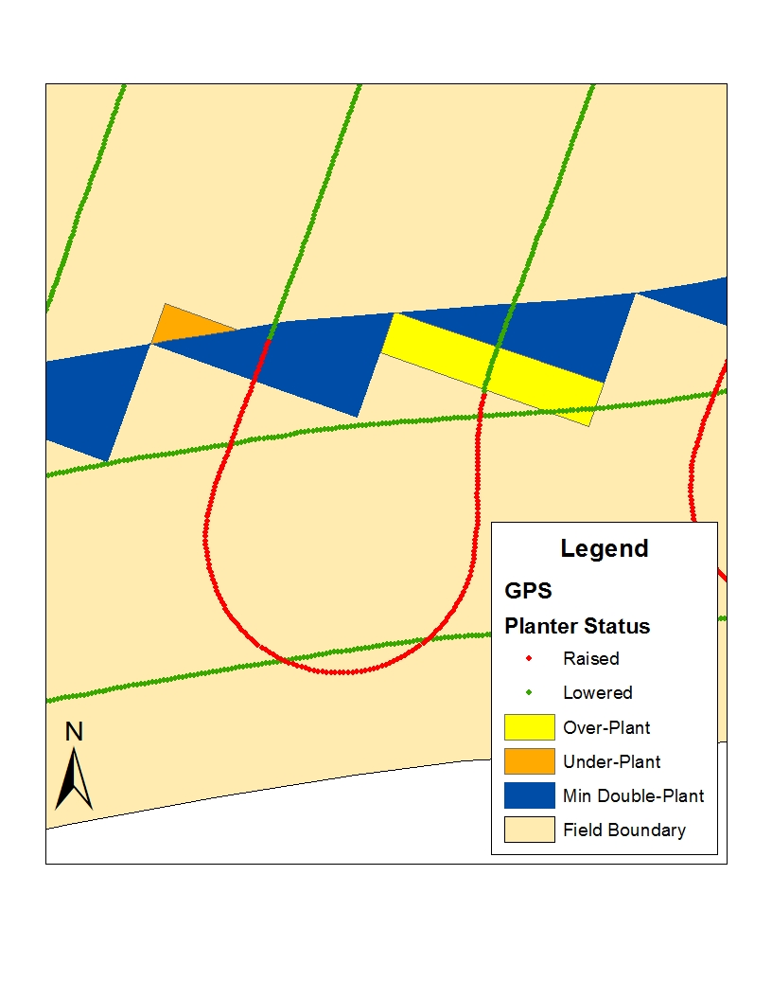 Legend
GPS
Planter Status
Raised
Lowered
Over-Plant
Under-Plant
Min Double-Plant
Field Boundary
N